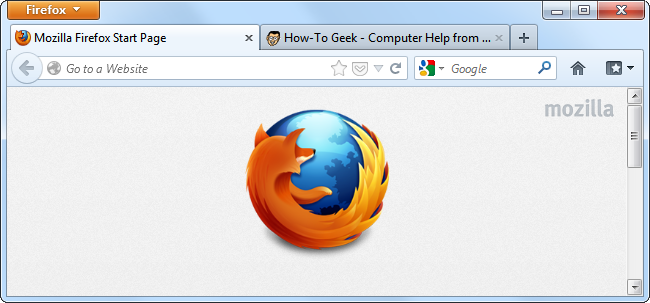 Firefox
Mozilla Firefox Start Page
How-To Geek - Computer Help from ...
Go to a Website
Google
mozilla